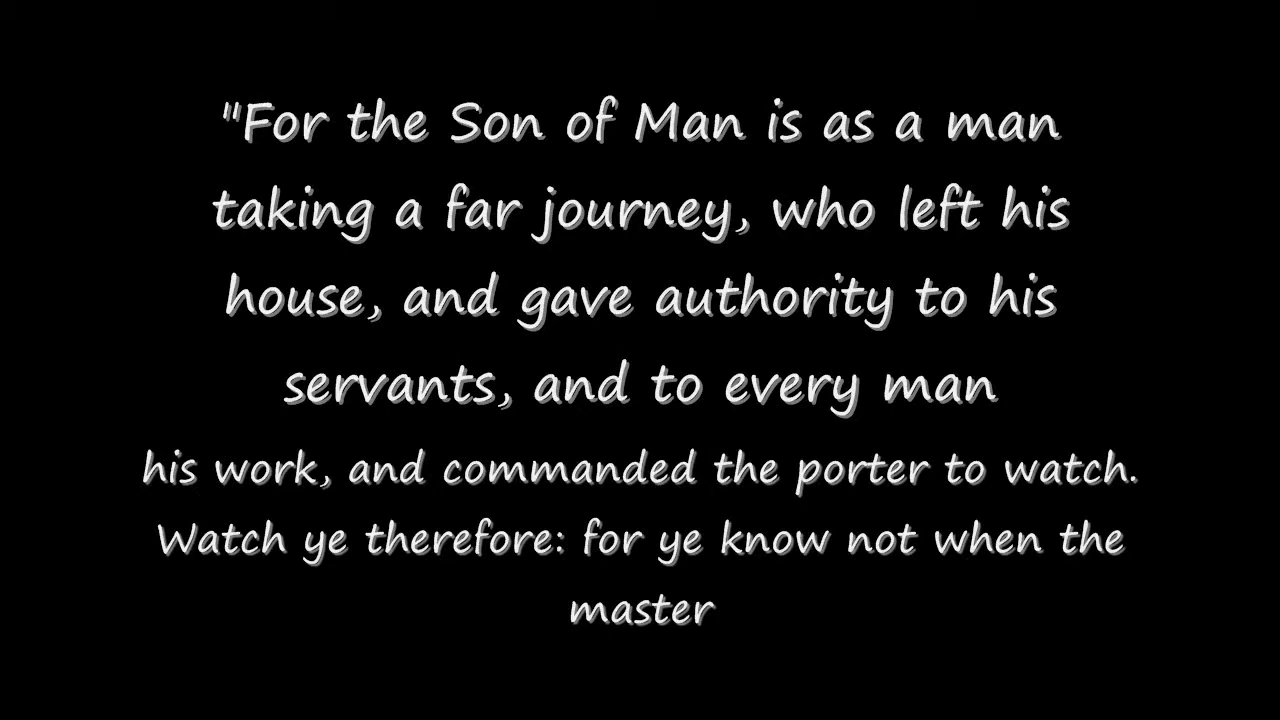 "For the Son of Man is as a man
taking a far journey, who left his
house, and gave authority to his
servants, and to every man
his work, and commanded the porter to watch.
Watch ye therefore: for ye know not when the
master